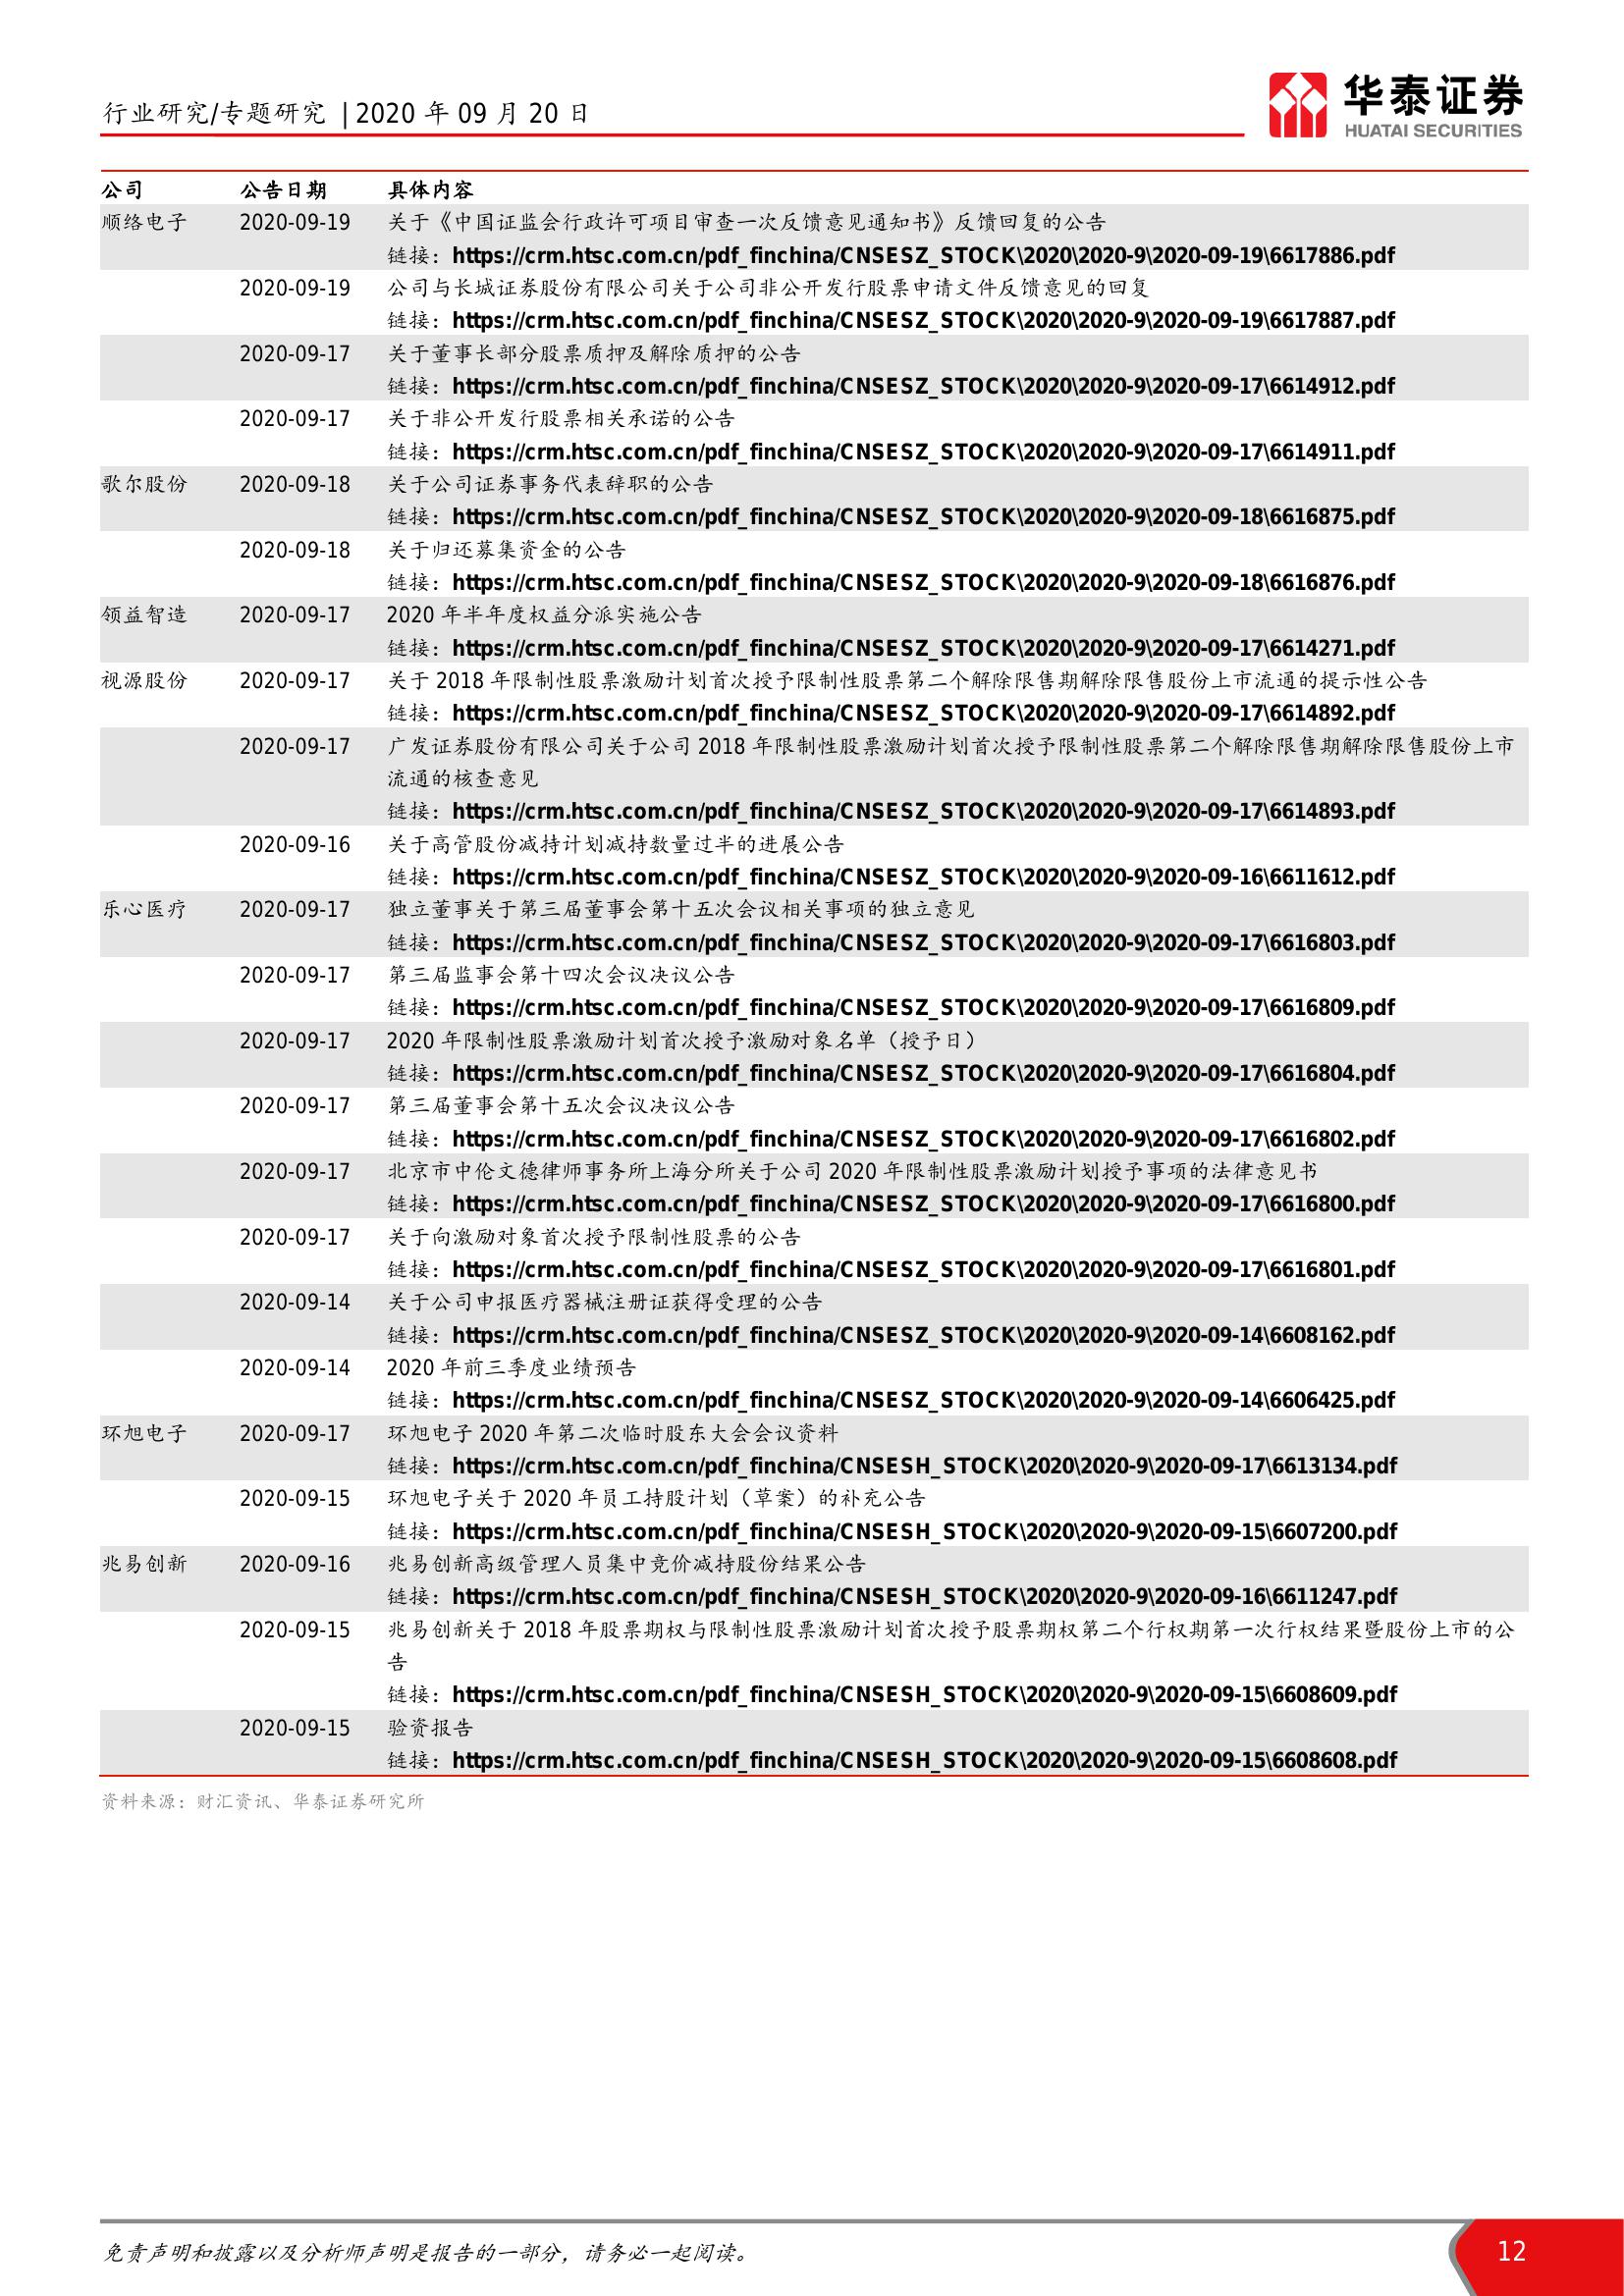 行业研究/专题研究 | 2020 年 09 月 20 日
华泰证券
HUATAI SECURITIES
公司 公告日期 具体内容
顺络电子 2020-09-19 关于《中国证监会行政许可项目审查一次反馈意见通知书》反馈回复的公告
链接：https://crm.htsc.com.cn/pdf_finchina/CNSESZ_STOCK\2020\2020-9\2020-09-19\6617886.pdf
2020-09-19 公司与长城证券股份有限公司关于公司非公开发行股票申请文件反馈意见的回复
链接：https://crm.htsc.com.cn/pdf_finchina/CNSESZ_STOCK\2020\2020-9\2020-09-19\6617887.pdf
2020-09-17 关于董事长部分股票质押及解除质押的公告
链接：https://crm.htsc.com.cn/pdf_finchina/CNSESZ_STOCK\2020\2020-9\2020-09-17\6614912.pdf
2020-09-17 关于非公开发行股票相关承诺的公告
链接：https://crm.htsc.com.cn/pdf_finchina/CNSESZ_STOCK\2020\2020-9\2020-09-17\6614911.pdf
歌尔股份 2020-09-18 关于公司证券事务代表辞职的公告
链接：https://crm.htsc.com.cn/pdf_finchina/CNSESZ_STOCK\2020\2020-9\2020-09-18\6616875.pdf
2020-09-18 关于归还募集资金的公告
链接：https://crm.htsc.com.cn/pdf_finchina/CNSESZ_STOCK\2020\2020-9\2020-09-18\6616876.pdf
领益智造 2020-09-17 2020 年半年度权益分派实施公告
链接：https://crm.htsc.com.cn/pdf_finchina/CNSESZ_STOCK\2020\2020-9\2020-09-17\6614271.pdf
视源股份 2020-09-17 关于 2018 年限制性股票激励计划首次授予限制性股票第二个解除限售期解除限售股份上市流通的提示性公告
链接：https://crm.htsc.com.cn/pdf_finchina/CNSESZ_STOCK\2020\2020-9\2020-09-17\6614892.pdf
2020-09-17 广发证券股份有限公司关于公司 2018 年限制性股票激励计划首次授予限制性股票第二个解除限售期解除限售股份上市
流通的核查意见
链接：https://crm.htsc.com.cn/pdf_finchina/CNSESZ_STOCK\2020\2020-9\2020-09-17\6614893.pdf
2020-09-16 关于高管股份减持计划减持数量过半的进展公告
链接：https://crm.htsc.com.cn/pdf_finchina/CNSESZ_STOCK\2020\2020-9\2020-09-16\6611612.pdf
乐心医疗 2020-09-17 独立董事关于第三届董事会第十五次会议相关事项的独立意见
链接：https://crm.htsc.com.cn/pdf_finchina/CNSESZ_STOCK\2020\2020-9\2020-09-17\6616803.pdf
2020-09-17 第三届监事会第十四次会议决议公告
链接：https://crm.htsc.com.cn/pdf_finchina/CNSESZ_STOCK\2020\2020-9\2020-09-17\6616809.pdf
2020-09-17 2020 年限制性股票激励计划首次授予激励对象名单（授予日）
链接：https://crm.htsc.com.cn/pdf_finchina/CNSESZ_STOCK\2020\2020-9\2020-09-17\6616804.pdf
2020-09-17 第三届董事会第十五次会议决议公告
链接：https://crm.htsc.com.cn/pdf_finchina/CNSESZ_STOCK\2020\2020-9\2020-09-17\6616802.pdf
2020-09-17 北京市中伦文德律师事务所上海分所关于公司 2020 年限制性股票激励计划授予事项的法律意见书
链接：https://crm.htsc.com.cn/pdf_finchina/CNSESZ_STOCK\2020\2020-9\2020-09-17\6616800.pdf
2020-09-17 关于向激励对象首次授予限制性股票的公告
链接：https://crm.htsc.com.cn/pdf_finchina/CNSESZ_STOCK\2020\2020-9\2020-09-17\6616801.pdf
2020-09-14 关于公司申报医疗器械注册证获得受理的公告
链接：https://crm.htsc.com.cn/pdf_finchina/CNSESZ_STOCK\2020\2020-9\2020-09-14\6608162.pdf
2020-09-14 2020 年前三季度业绩预告
链接：https://crm.htsc.com.cn/pdf_finchina/CNSESZ_STOCK\2020\2020-9\2020-09-14\6606425.pdf
环旭电子 2020-09-17 环旭电子 2020 年第二次临时股东大会会议资料
链接：https://crm.htsc.com.cn/pdf_finchina/CNSESH_STOCK\2020\2020-9\2020-09-17\6613134.pdf
2020-09-15 环旭电子关于 2020 年员工持股计划（草案）的补充公告
链接：https://crm.htsc.com.cn/pdf_finchina/CNSESH_STOCK\2020\2020-9\2020-09-15\6607200.pdf
兆易创新 2020-09-16 兆易创新高级管理人员集中竞价减持股份结果公告
链接：https://crm.htsc.com.cn/pdf_finchina/CNSESH_STOCK\2020\2020-9\2020-09-16\6611247.pdf
2020-09-15 兆易创新关于 2018 年股票期权与限制性股票激励计划首次授予股票期权第二个行权期第一次行权结果暨股份上市的公
告
链接：https://crm.htsc.com.cn/pdf_finchina/CNSESH_STOCK\2020\2020-9\2020-09-15\6608609.pdf
2020-09-15 验资报告
链接：https://crm.htsc.com.cn/pdf_finchina/CNSESH_STOCK\2020\2020-9\2020-09-15\6608608.pdf
资料来源：财汇资讯、华泰证券研究所
免责声明和披露以及分析师声明是报告的一部分，请务必一起阅读。
12